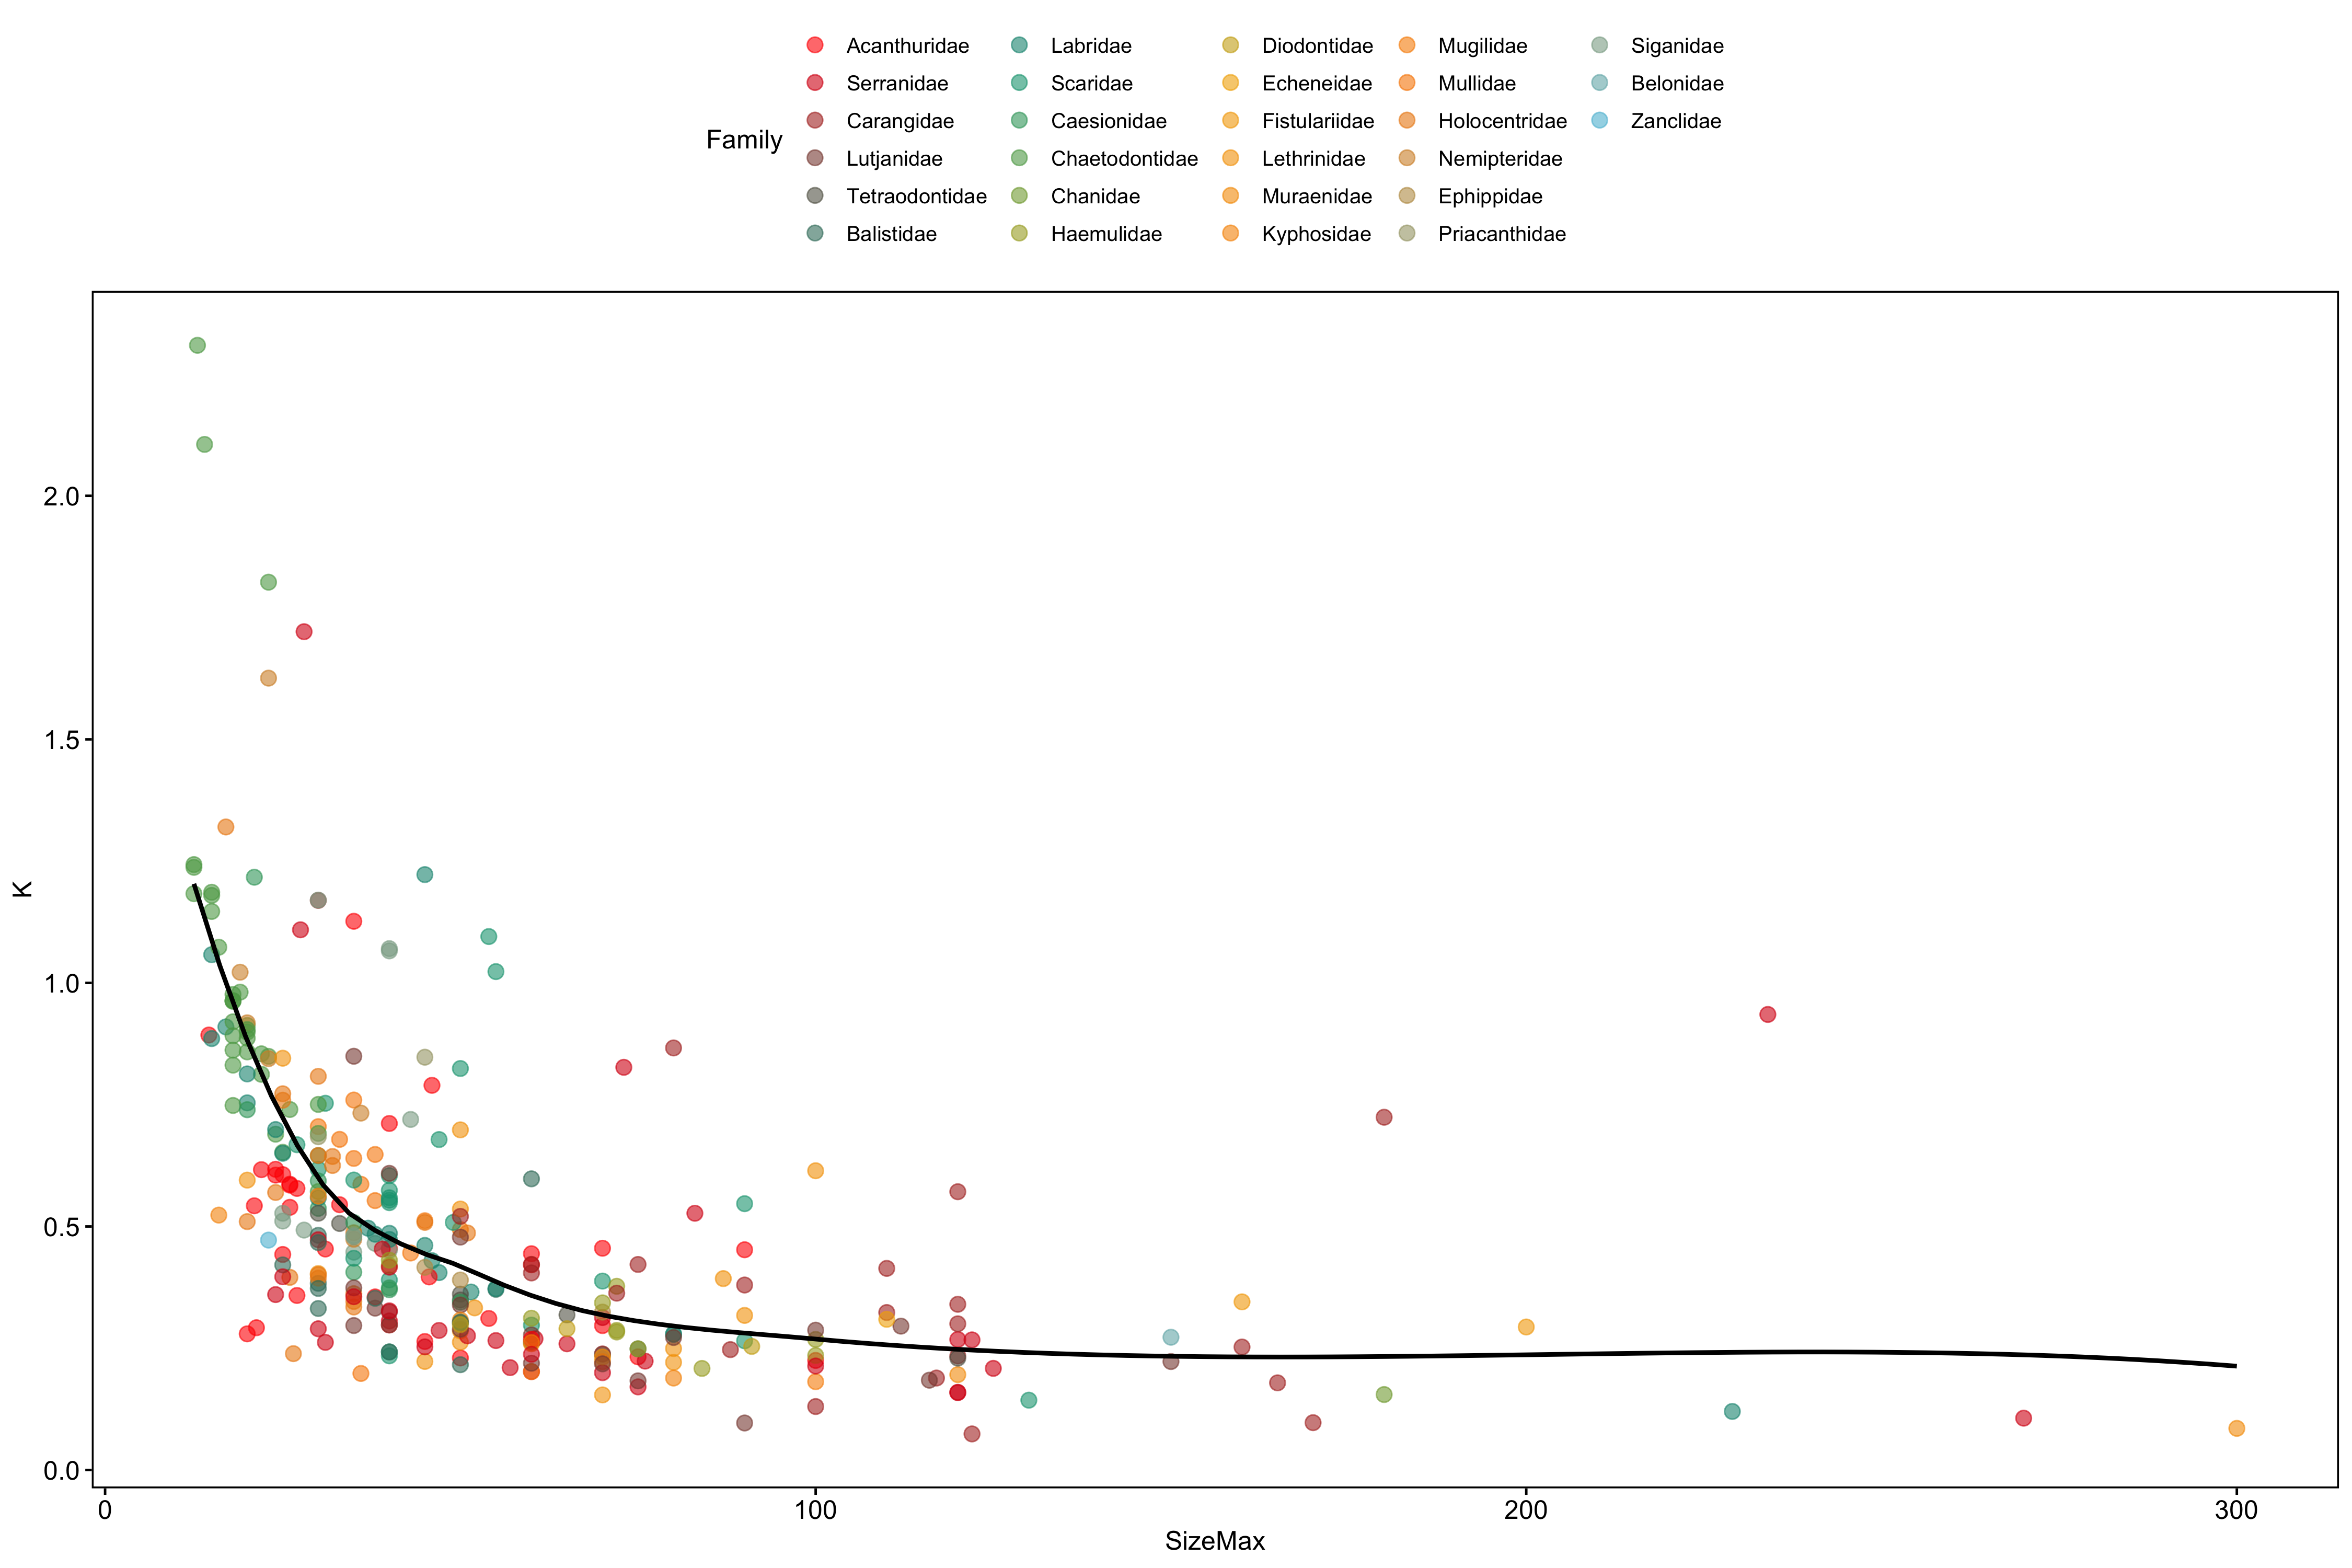 Family
Acanthuridae
Serranidae
Carangidae
Lutjanidae
Tetraodontidae
Balistidae
Labridae
Scaridae
Caesionidae
Chaetodontidae
Chanidae
Haemulidae
Diodontidae
Echeneidae
Fistulariidae
Lethrinidae
Muraenidae
Kyphosidae
Mugilidae
Mullidae
Holocentridae
Nemipteridae
Ephippidae
Priacanthidae
Siganidae
Belonidae
Zanclidae
K
2.0
1.5
1.0
0.5
0.0
0
100
200
300
SizeMax